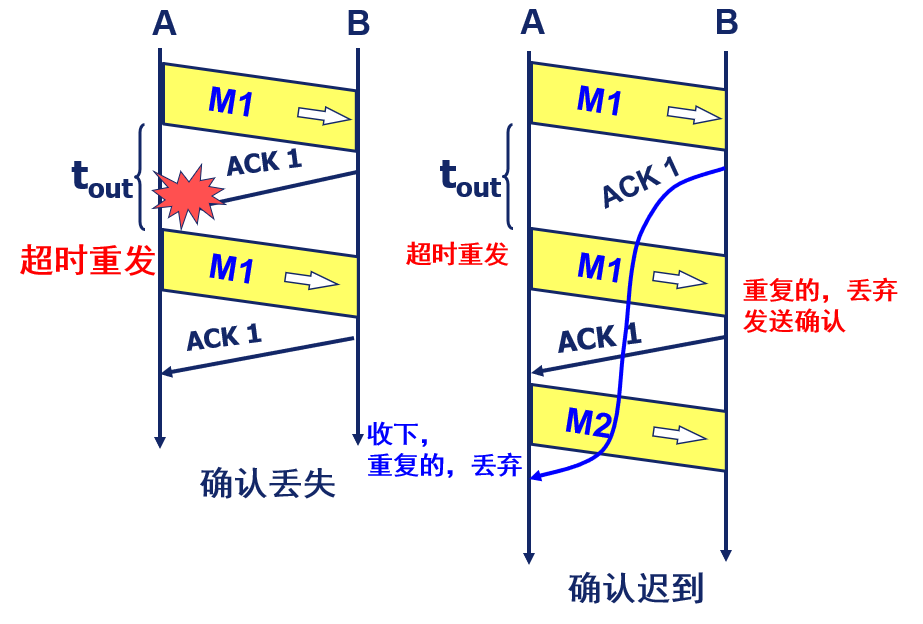 A
B
M1
ACK 1
tout
超时重发
M1
ACK 1
确认丢失
A
B
M1
ACK 1
tout
超时重发
M1
重复的，丢弃
发送确认
ACK 1
M2
收下，
重复的，丢弃
确认迟到